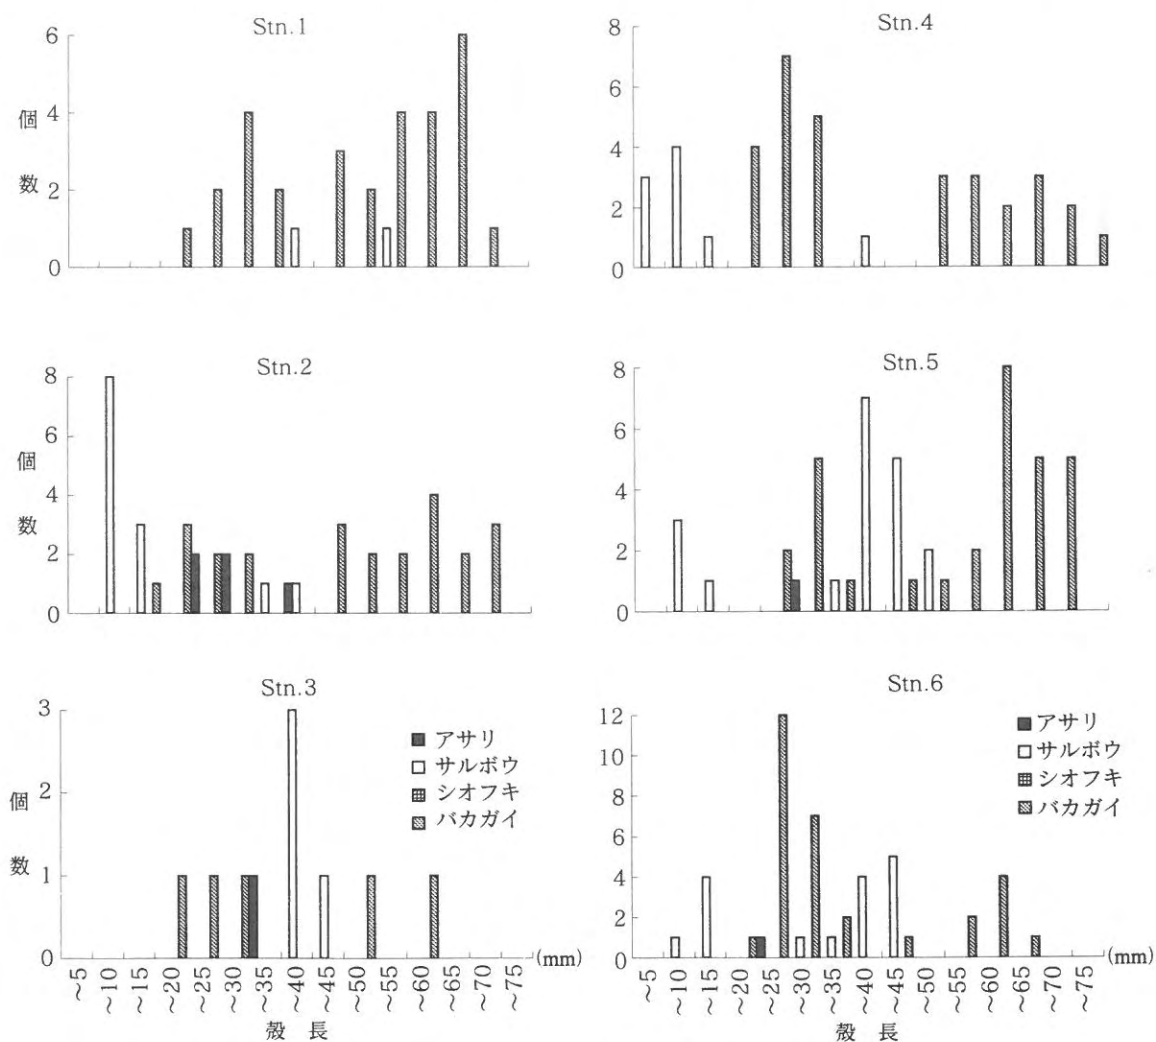 Stn.1
6
4
2
0
個
数
Stn.4
8
6
4
2
0
Stn.2
8
6
4
2
0
個
数
Stn.5
8
6
4
2
0
Stn.3
3
2
1
0
個
数
アサリ
サルボウ
シオフキ
バカガイ
~5
~10
~15
~20
~25
~30
~35
~40
~45
~50
~55
~60
~65
~70
~75
(mm)
殻 長
Stn.6
12
10
8
6
4
2
0
アサリ
サルボウ
シオフキ
バカガイ
~5
~10
~15
~20
~25
~30
~35
~40
~45
~50
~55
~60
~65
~70
~75
(mm)
殻 長